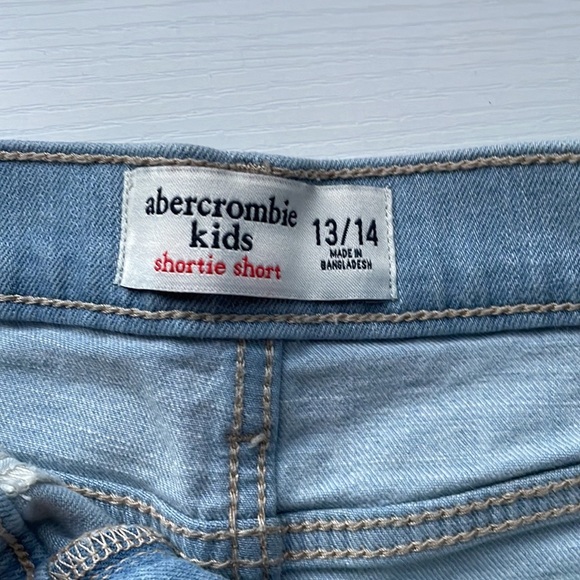 abercrombie
kids
shortie short
13/14
MADE IN
BANGLADESH